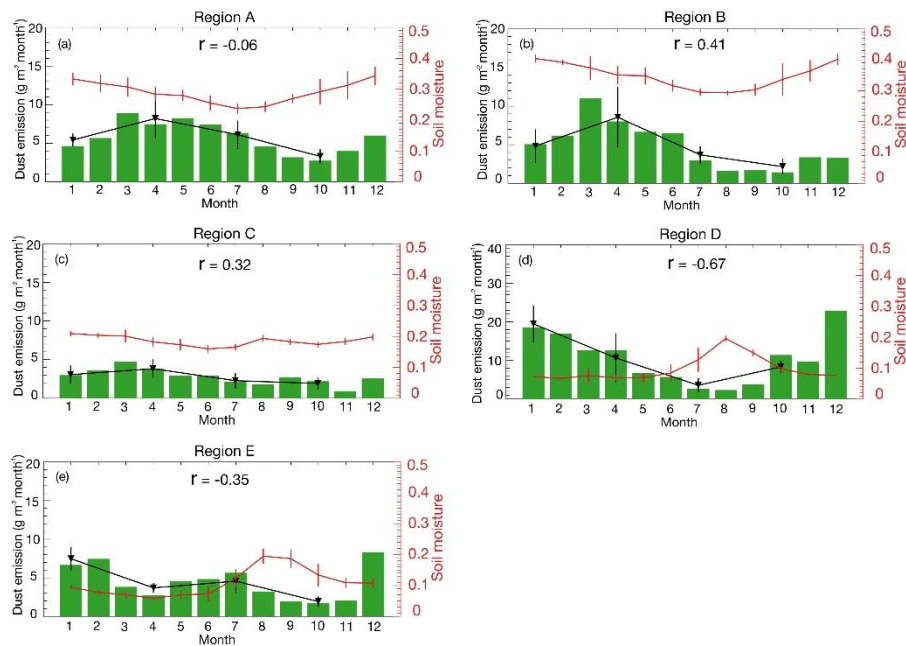 Region A
(a)
r = -0.06
Dust emission (g m⁻² month⁻¹)
20
15
10
5
0
0.5
0.4
0.3
0.2
0.1
0
Soil moisture
1 2 3 4 5 6 7 8 9 10 11 12
Month
Region B
(b)
r = 0.41
Dust emission (g m⁻² month⁻¹)
20
15
10
5
0
0.5
0.4
0.3
0.2
0.1
0
Soil moisture
1 2 3 4 5 6 7 8 9 10 11 12
Month
Region C
(c)
r = 0.32
Dust emission (g m⁻² month⁻¹)
20
15
10
5
0
0.5
0.4
0.3
0.2
0.1
0
Soil moisture
1 2 3 4 5 6 7 8 9 10 11 12
Month
Region D
(d)
r = -0.67
Dust emission (g m⁻² month⁻¹)
40
30
20
10
0
0.5
0.4
0.3
0.2
0.1
0
Soil moisture
1 2 3 4 5 6 7 8 9 10 11 12
Month
Region E
(e)
r = -0.35
Dust emission (g m⁻² month⁻¹)
20
15
10
5
0
0.5
0.4
0.3
0.2
0.1
0
Soil moisture
1 2 3 4 5 6 7 8 9 10 11 12
Month